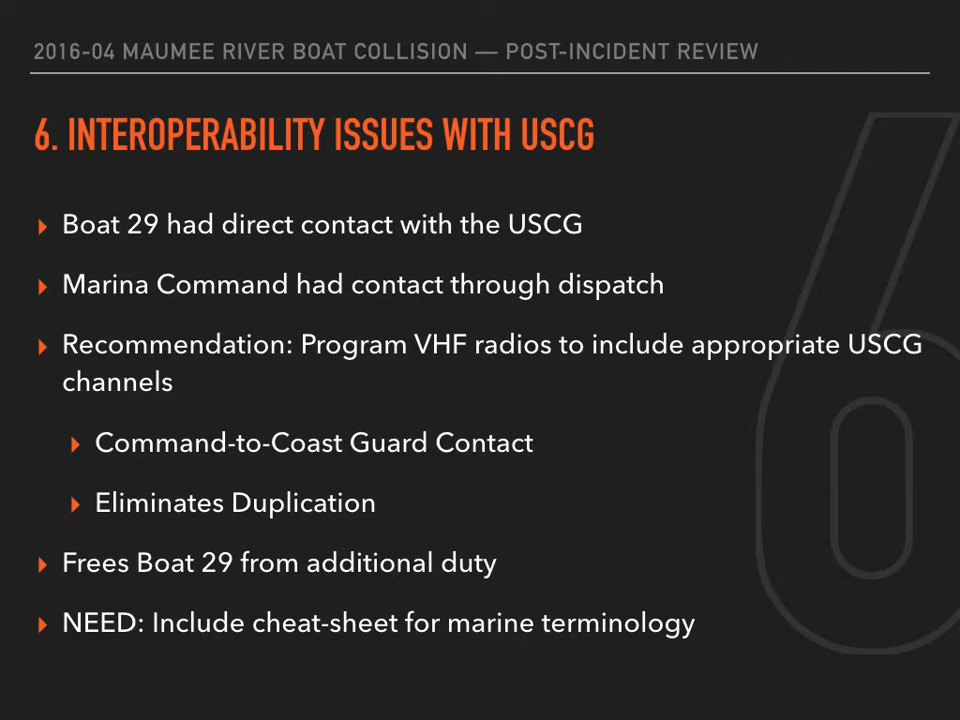 2016-04 MAUMEE RIVER BOAT COLLISION — POST-INCIDENT REVIEW
6. INTEROPERABILITY ISSUES WITH USCG
6
Boat 29 had direct contact with the USCG
Marina Command had contact through dispatch
Recommendation: Program VHF radios to include appropriate USCG
channels
Command-to-Coast Guard Contact
Eliminates Duplication
Frees Boat 29 from additional duty
NEED: Include cheat-sheet for marine terminology